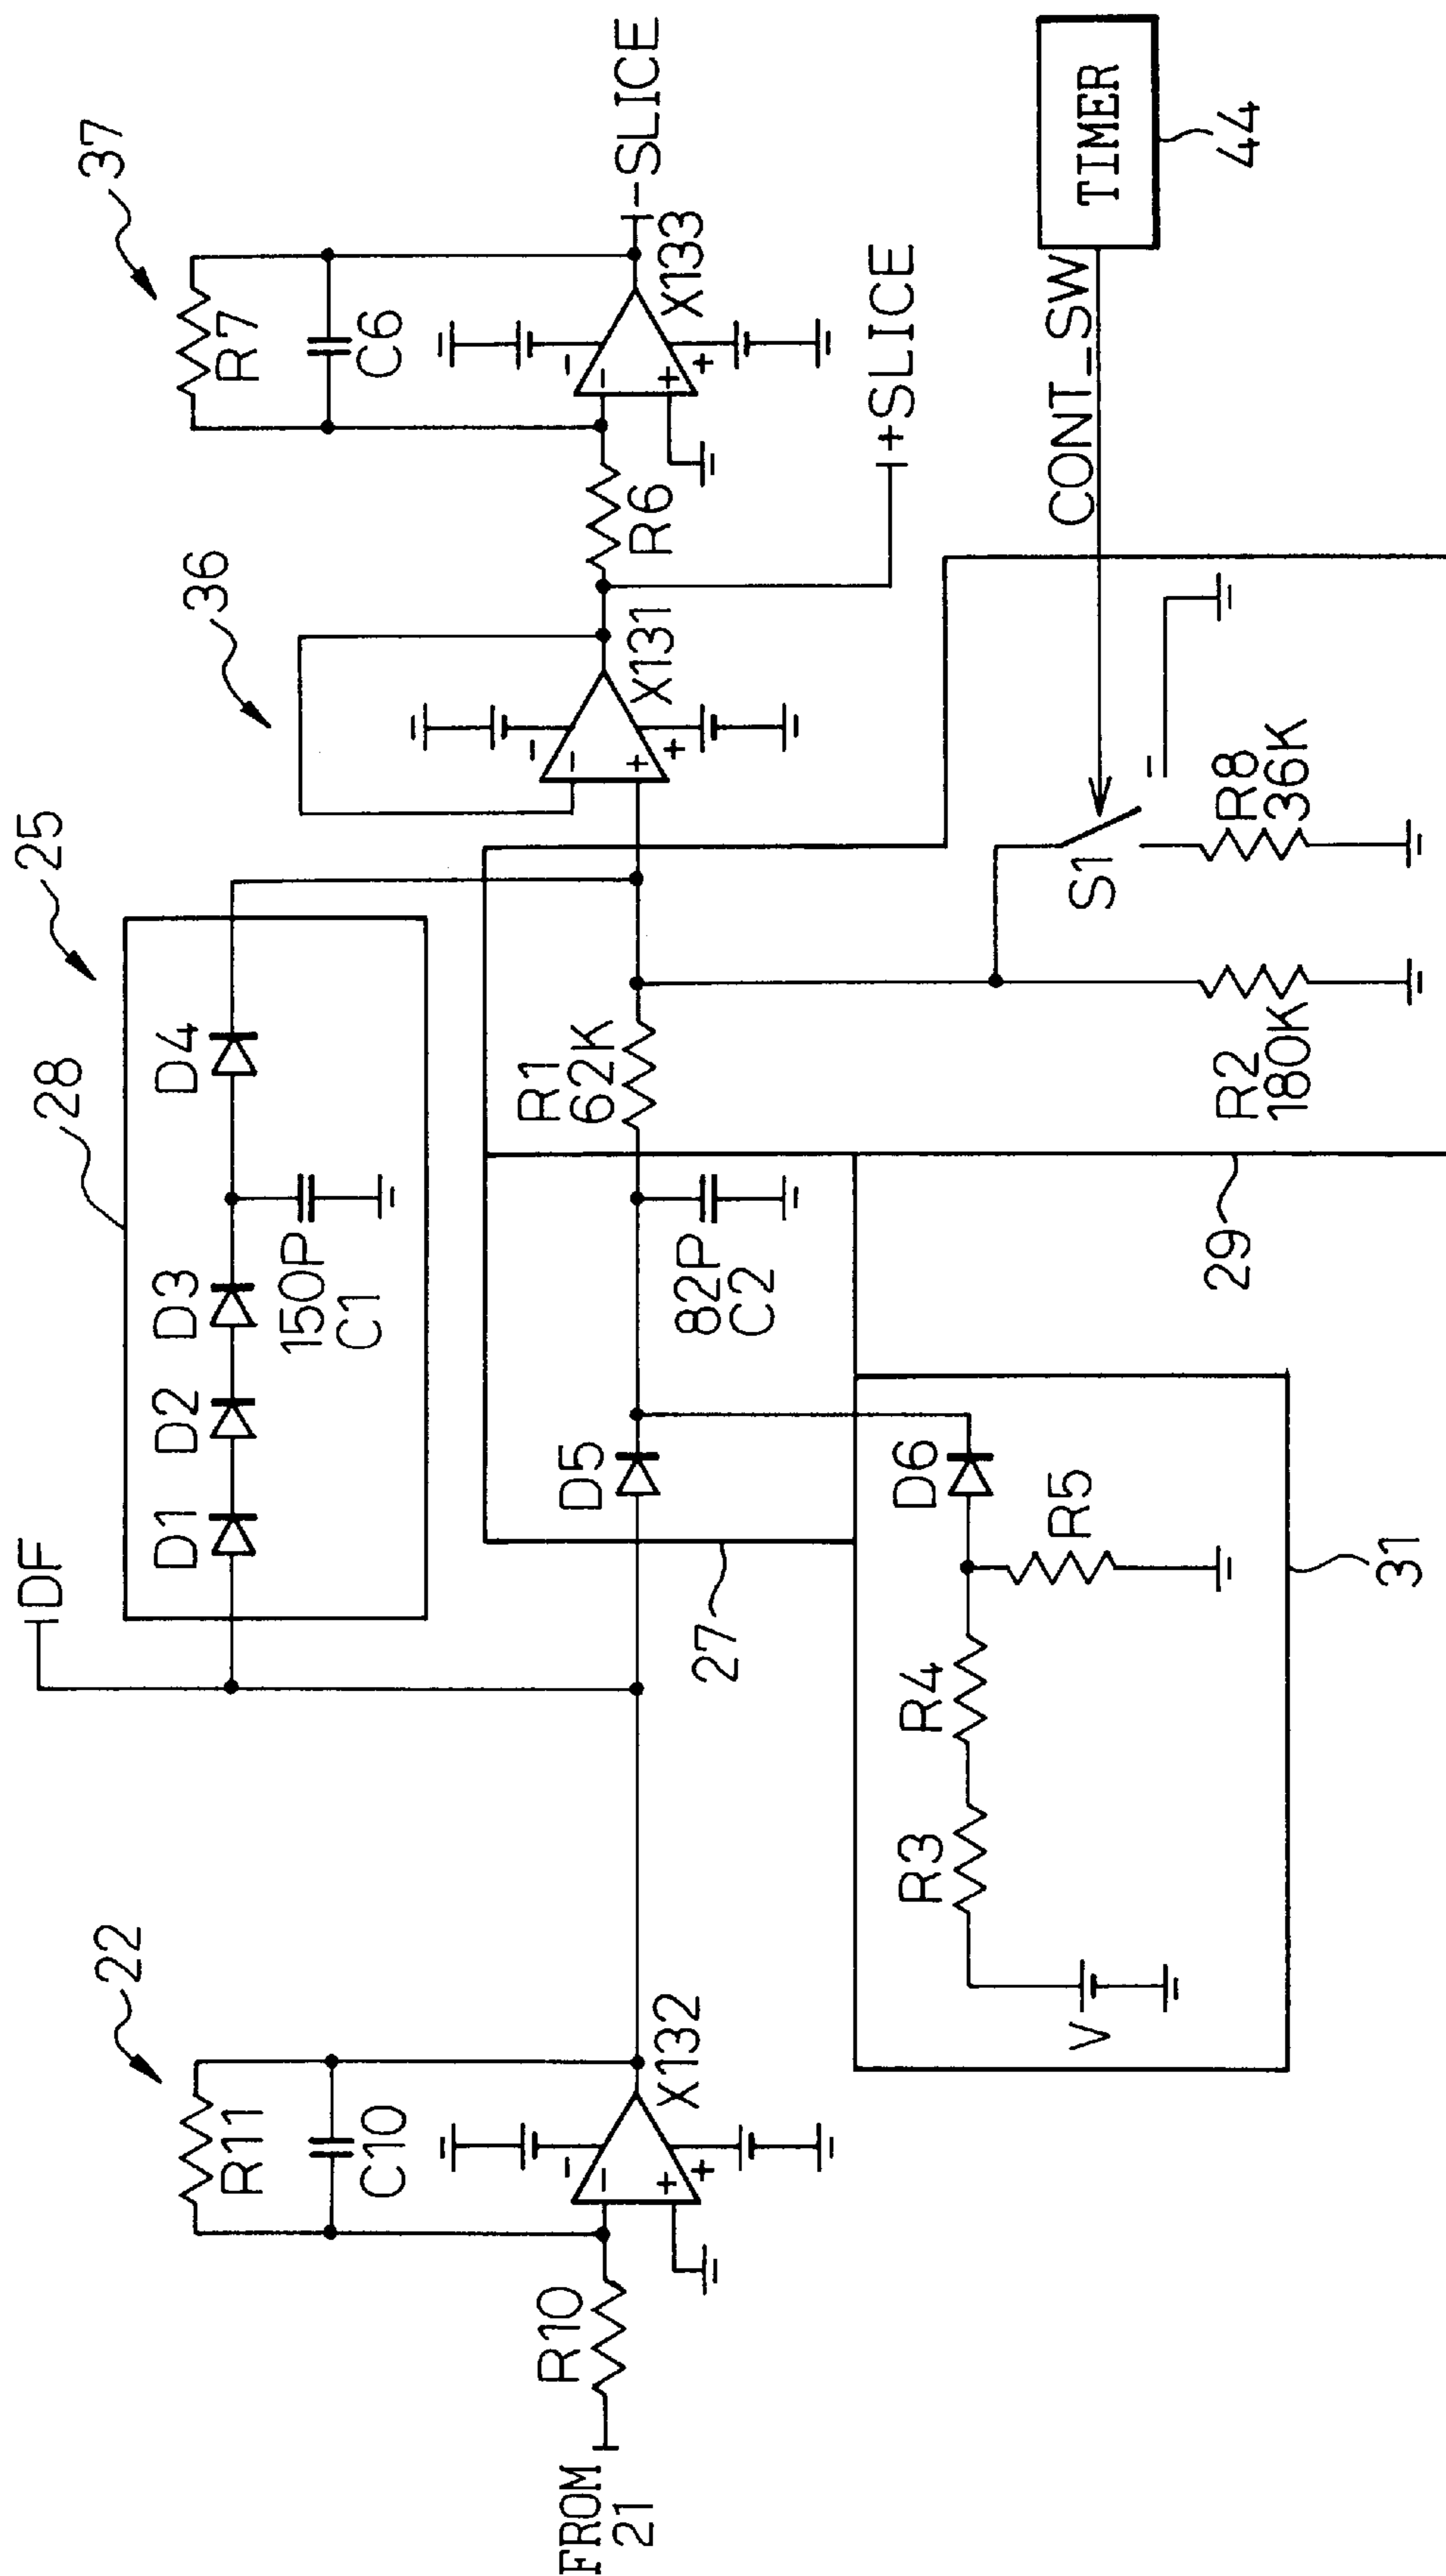 FROM
21
R10
R11
C10
22
X132
DF
D1
D2
D3
D4
150P
C1
28
25
D5
27
82P
C2
R1
62K
V
R3
R4
R5
D6
31
29
R2
180K
R8
36K
S1
CONT_SW
TIMER
44
36
X131
+SLICE
R6
R7
C6
37
X133
-SLICE